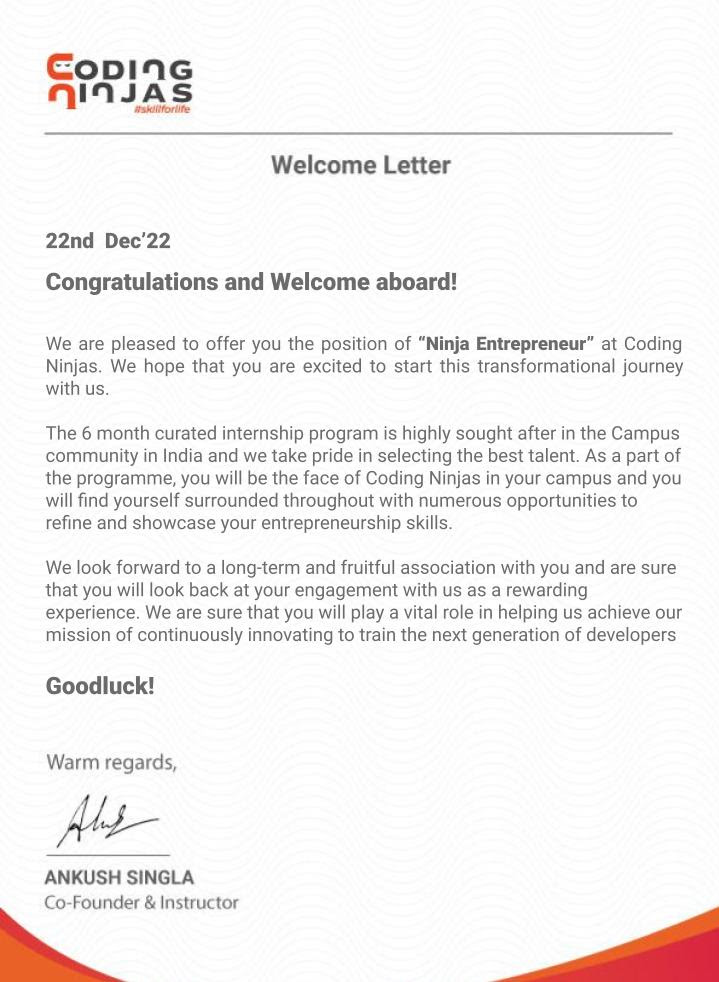 CODING
NINJAS
#skillforlife
Welcome Letter
22nd Dec’22
Congratulations and Welcome aboard!
We are pleased to offer you the position of “Ninja Entrepreneur” at Coding
Ninjas. We hope that you are excited to start this transformational journey
with us.
The 6 month curated internship program is highly sought after in the Campus
community in India and we take pride in selecting the best talent. As a part of
the programme, you will be the face of Coding Ninjas in your campus and you
will find yourself surrounded throughout with numerous opportunities to
refine and showcase your entrepreneurship skills.
We look forward to a long-term and fruitful association with you and are sure
that you will look back at your engagement with us as a rewarding
experience. We are sure that you will play a vital role in helping us achieve our
mission of continuously innovating to train the next generation of developers
Goodluck!
Warm regards,
ANKUSH SINGLA
Co-Founder & Instructor